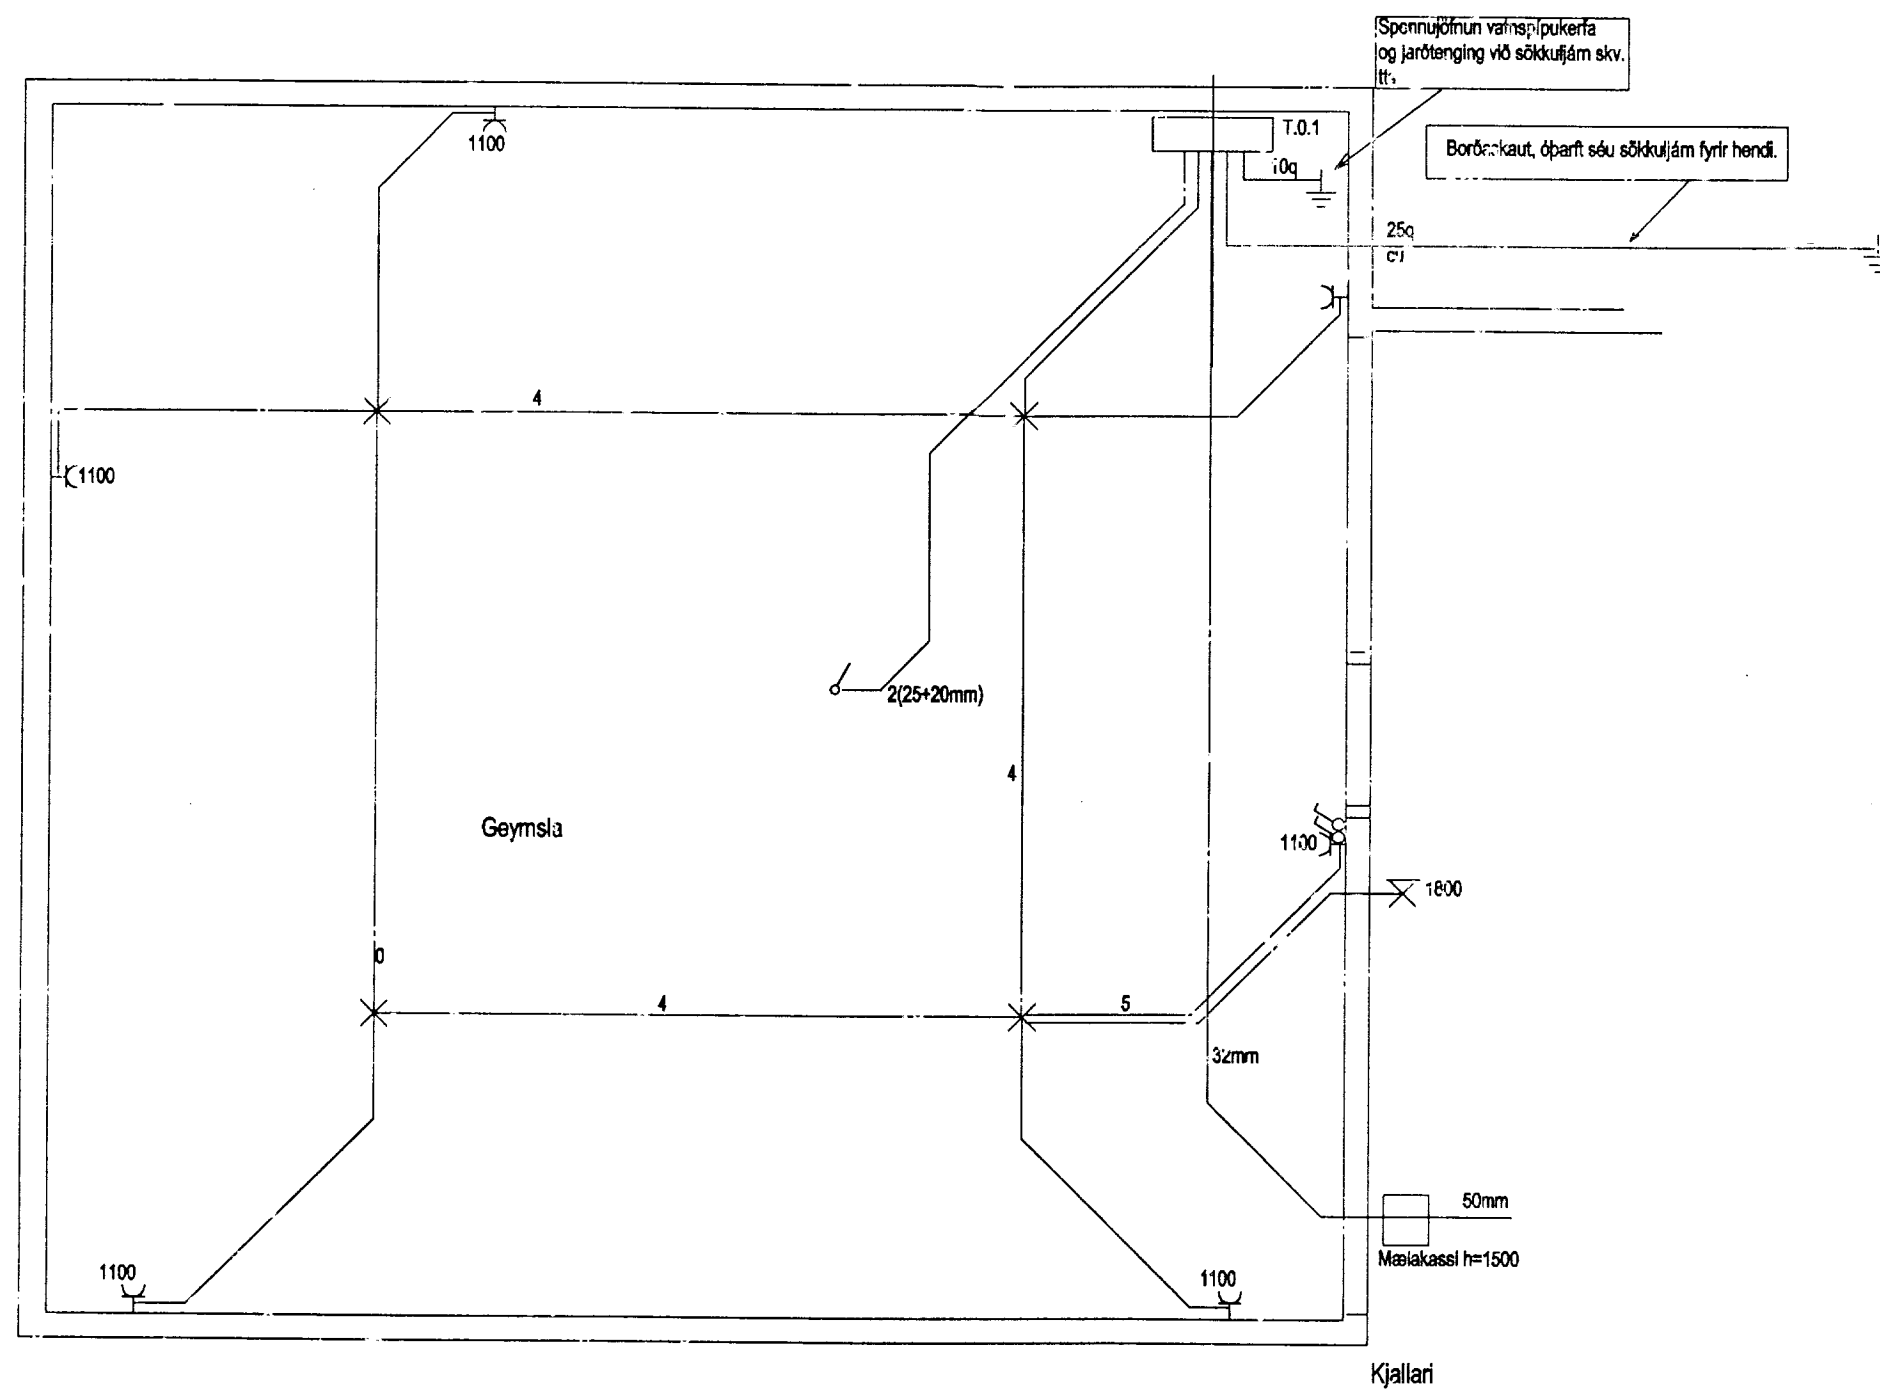 Spennujöfnun vatnspípukerfa
og jarðtenging við sökkuljárn skv.
T.0.1
Borðaskaut, óþarft séu sökkuljárn fyrir hendi.
1100
10q
25q
4
1100
2(25+20mm)
4
Geymsla
1100
1800
0
4
5
32mm
50mm
Mælakassi h=1500
1100
1100
Kjallari